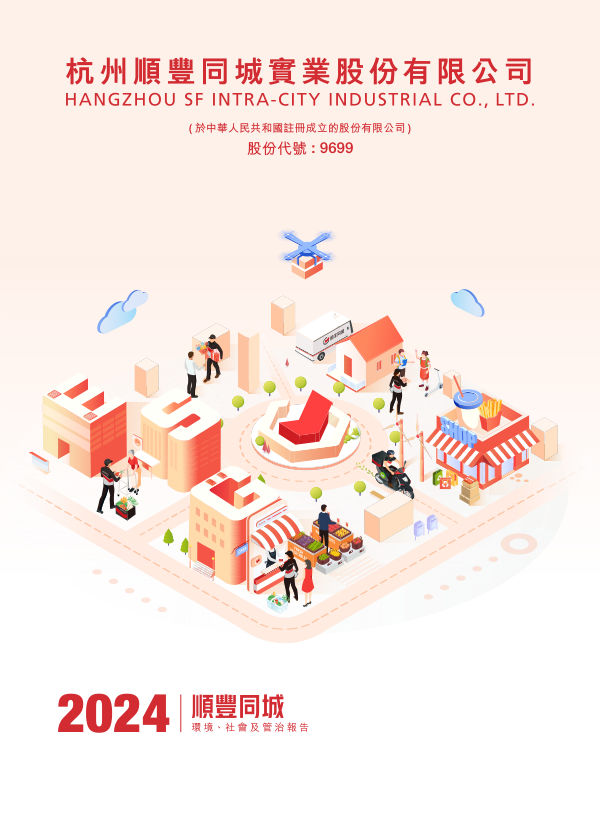 杭州順豐同城實業股份有限公司
HANGZHOU SF INTRA-CITY INDUSTRIAL CO., LTD.
(於中華人民共和國註冊成立的股份有限公司)
股份代號 : 9699
2024
順豐同城
環境、社會及管治報告